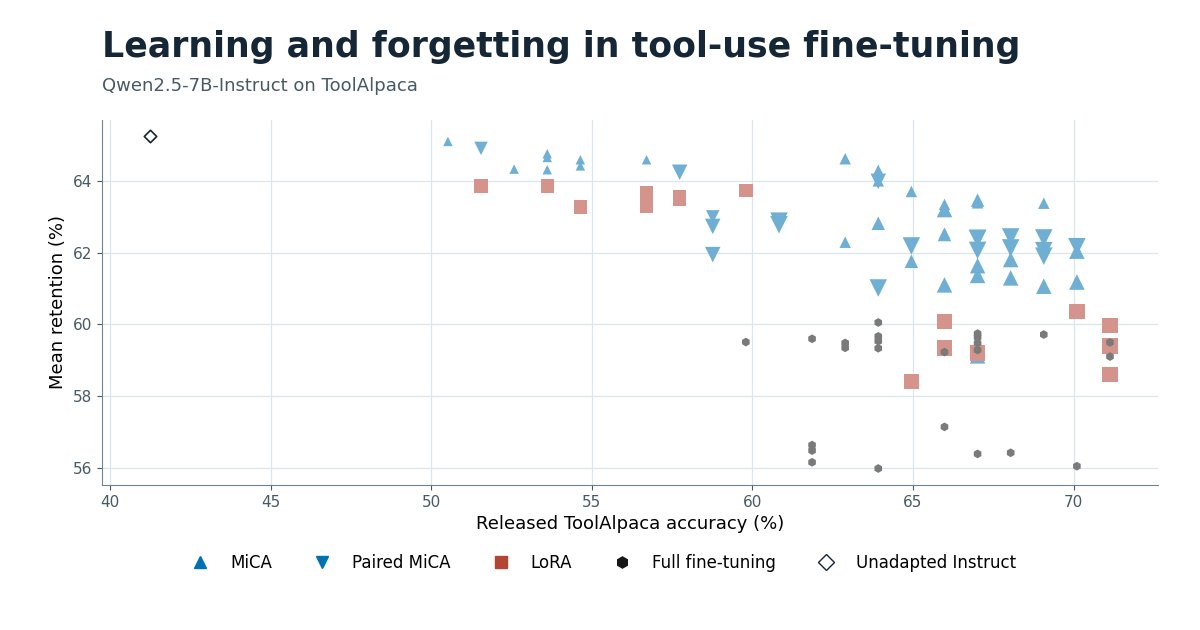 Learning and forgetting in tool-use fine-tuning
Qwen2.5-7B-Instruct on ToolAlpaca
Mean retention (%)
64
62
60
58
56
40 45 50 55 60 65 70
Released ToolAlpaca accuracy (%)
MiCA Paired MiCA LoRA Full fine-tuning Unadapted Instruct